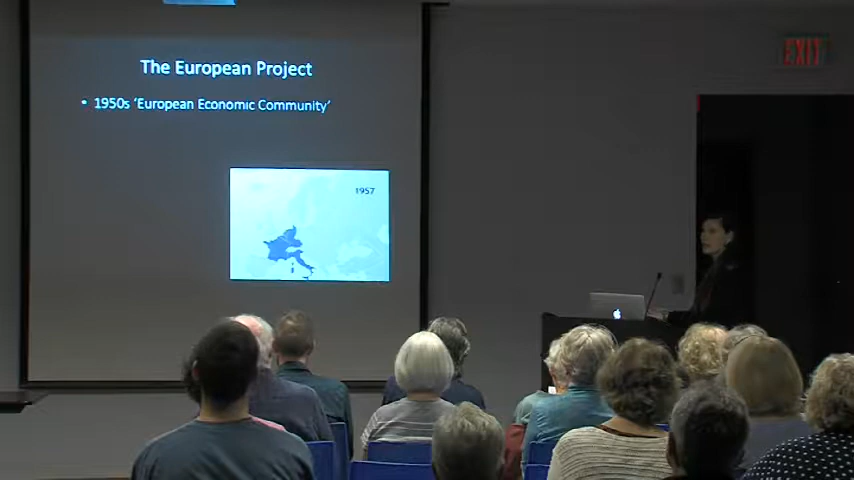 The European Project
• 1950s ‘European Economic Community’
1957
EXIT